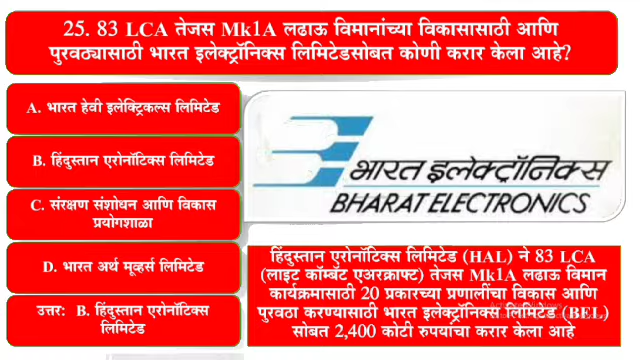 25. 83 LCA तेजस Mk1A लढाऊ विमानांच्या विकासासाठी आणि
पुरवठ्यासाठी भारत इलेक्ट्रॉनिक्स लिमिटेडसोबत कोणी करार केला आहे?
A. भारत हेवी इलेक्ट्रिकल्स लिमिटेड
B. हिंदुस्तान एरोनॉटिक्स लिमिटेड
C. संरक्षण संशोधन आणि विकास
प्रयोगशाळा
D. भारत अर्थ मूव्हर्स लिमिटेड
उत्तर: B. हिंदुस्तान एरोनॉटिक्स
लिमिटेड
भारत इलेक्ट्रॉनिक्स
BHARAT ELECTRONICS
हिंदुस्तान एरोनॉटिक्स लिमिटेड (HAL) ने 83 LCA
(लाइट कॉम्बॅट एअरक्राफ्ट) तेजस Mk1A लढाऊ विमान
कार्यक्रमासाठी 20 प्रकारच्या प्रणालींचा विकास आणि
पुरवठा करण्यासाठी भारत इलेक्ट्रॉनिक्स लिमिटेड (BEL)
सोबत 2,400 कोटी रुपयांचा करार केला आहे